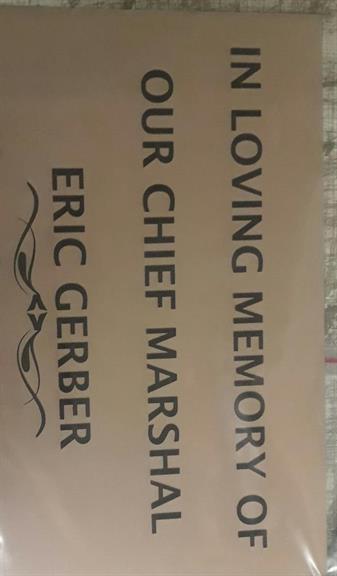 IN LOVING MEMORY OF
OUR CHIEF MARSHAL
ERIC GERBER